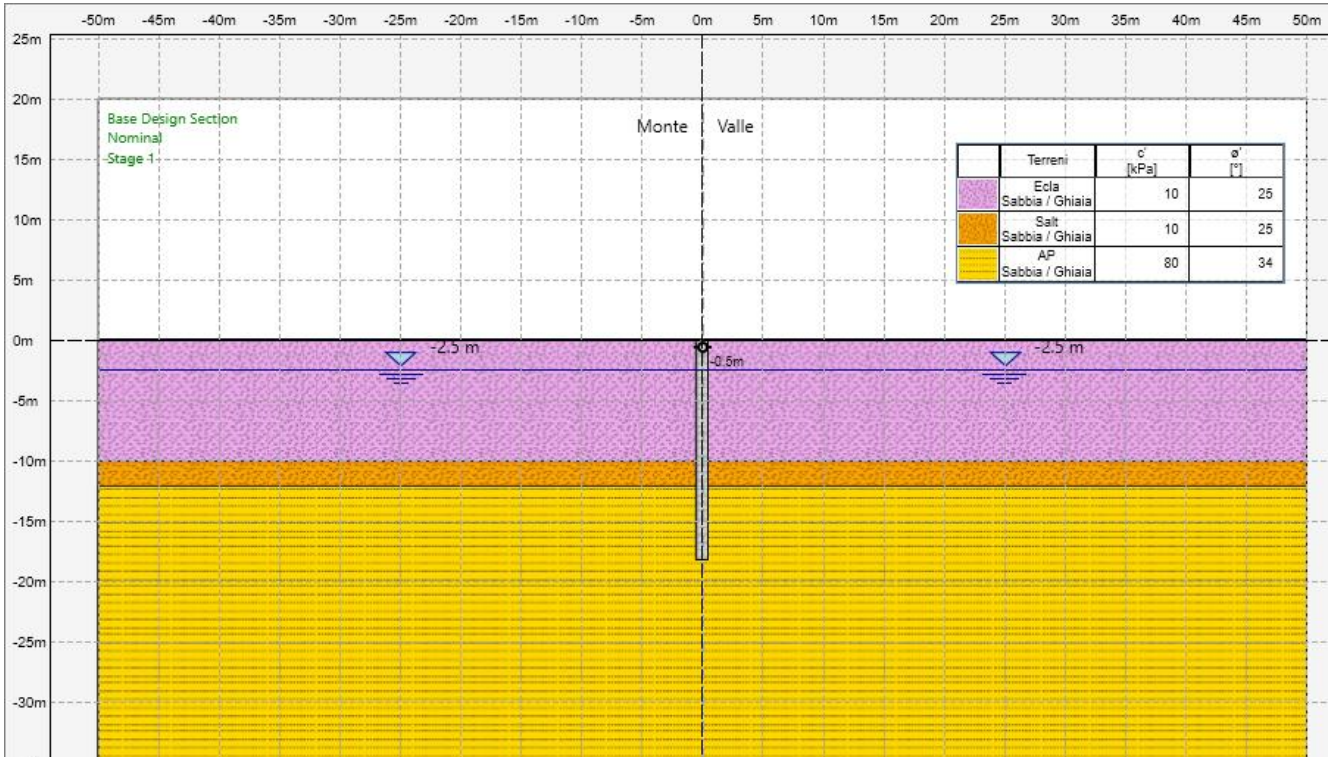 -50m -45m -40m -35m -30m -25m -20m -15m -10m -5m 0m 5m 10m 15m 20m 25m 30m 35m 40m 45m 50m
25m
20m
Base Design Section
Nominal
Stage 1
Monte Valle
15m
10m
5m
Terreni c' [kPa] ø' [°]
Ecla
Sabbia / Ghiaia 10 25
Salt
Sabbia / Ghiaia 10 25
AP
Sabbia / Ghiaia 80 34
0m
-2.5 m
-0.5m
-2.5 m
-5m
-10m
-15m
-20m
-25m
-30m